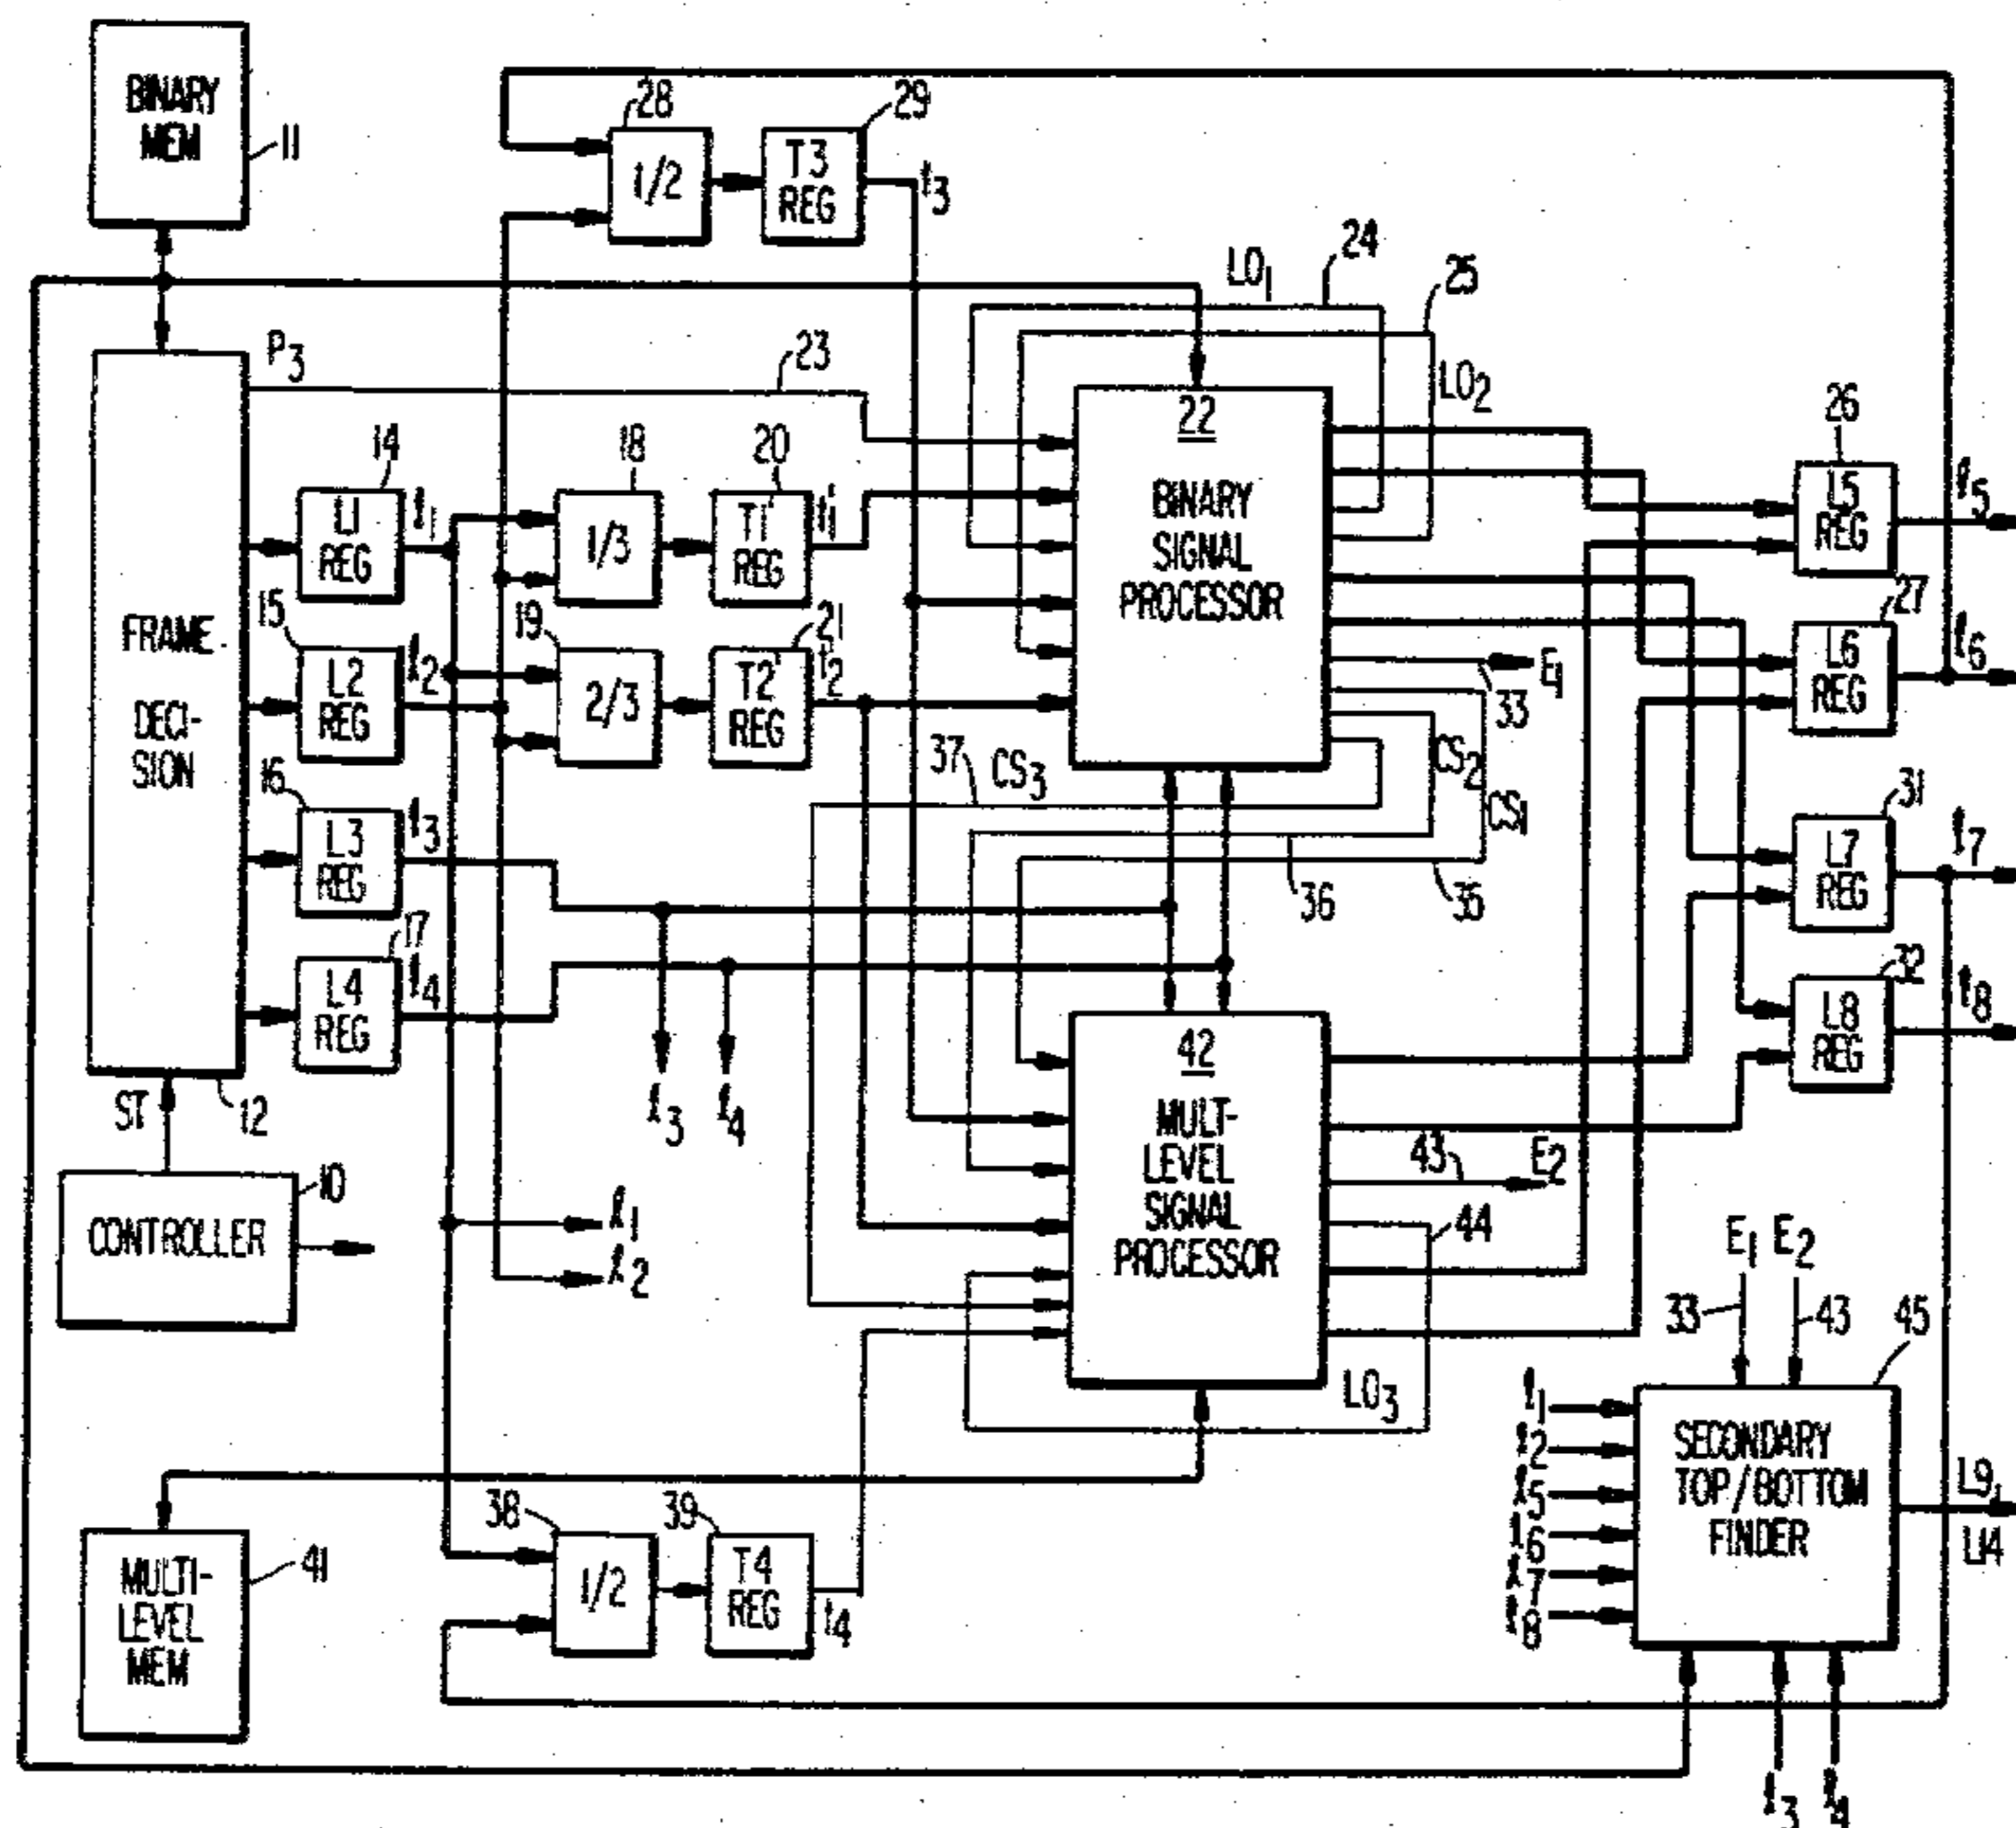 BINARY
MEM
11
28
1/2
29
T3
REG
t3
LO1
24
25
LO2
P3
23
FRAME
DECI-
SION
12
ST
CONTROLLER
10
14
L1
REG
ℓ1
15
L2
REG
ℓ2
16
L3
REG
ℓ3
17
L4
REG
ℓ4
18
1/3
19
2/3
20
T1'
REG
t1'
21
T2'
REG
t2'
22
BINARY
SIGNAL
PROCESSOR
26
L5
REG
ℓ5
27
L6
REG
ℓ6
33
E1
37
CS3
CS2
CS1
36
35
31
L7
REG
ℓ7
32
L8
REG
ℓ8
ℓ3
ℓ4
ℓ1
ℓ2
42
MULT-
LEVEL
SIGNAL
PROCESSOR
43
E2
44
LO3
E1
E2
33
43
45
ℓ1
ℓ2
ℓ5
ℓ6
ℓ7
ℓ8
SECONDARY
TOP/BOTTOM
FINDER
L9,
L14
ℓ3
ℓ4
MULTI-
LEVEL
MEM
41
38
1/2
39
T4
REG
t4